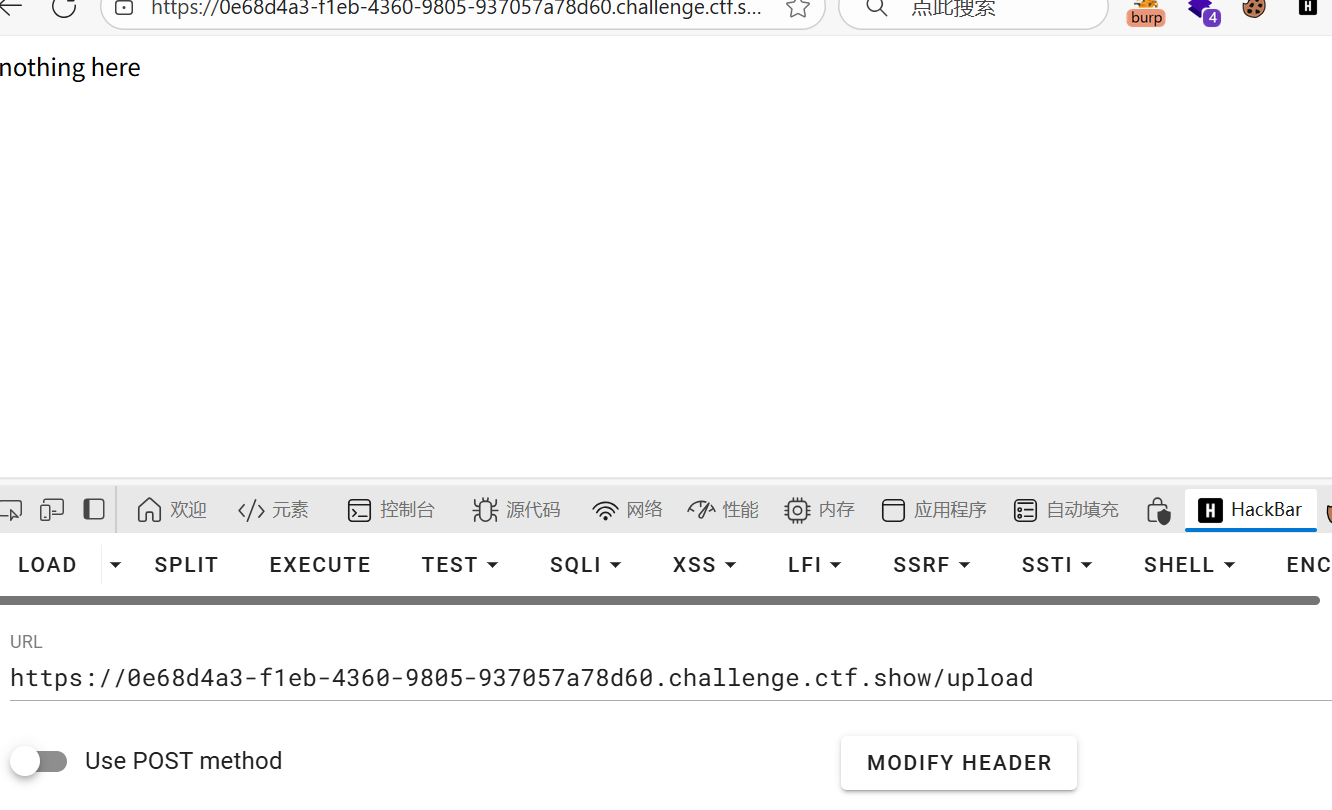 https://0e68d4a3-f1eb-4360-9805-937057a78d60.challenge.ctf.s... 点此搜索 burp 4 H
nothing here
欢迎 </> 元素 控制台 源代码 网络 性能 内存 应用程序 自动填充 H HackBar
LOAD SPLIT EXECUTE TEST SQLI XSS LFI SSRF SSTI SHELL ENC
URL
https://0e68d4a3-f1eb-4360-9805-937057a78d60.challenge.ctf.show/upload
Use POST method MODIFY HEADER